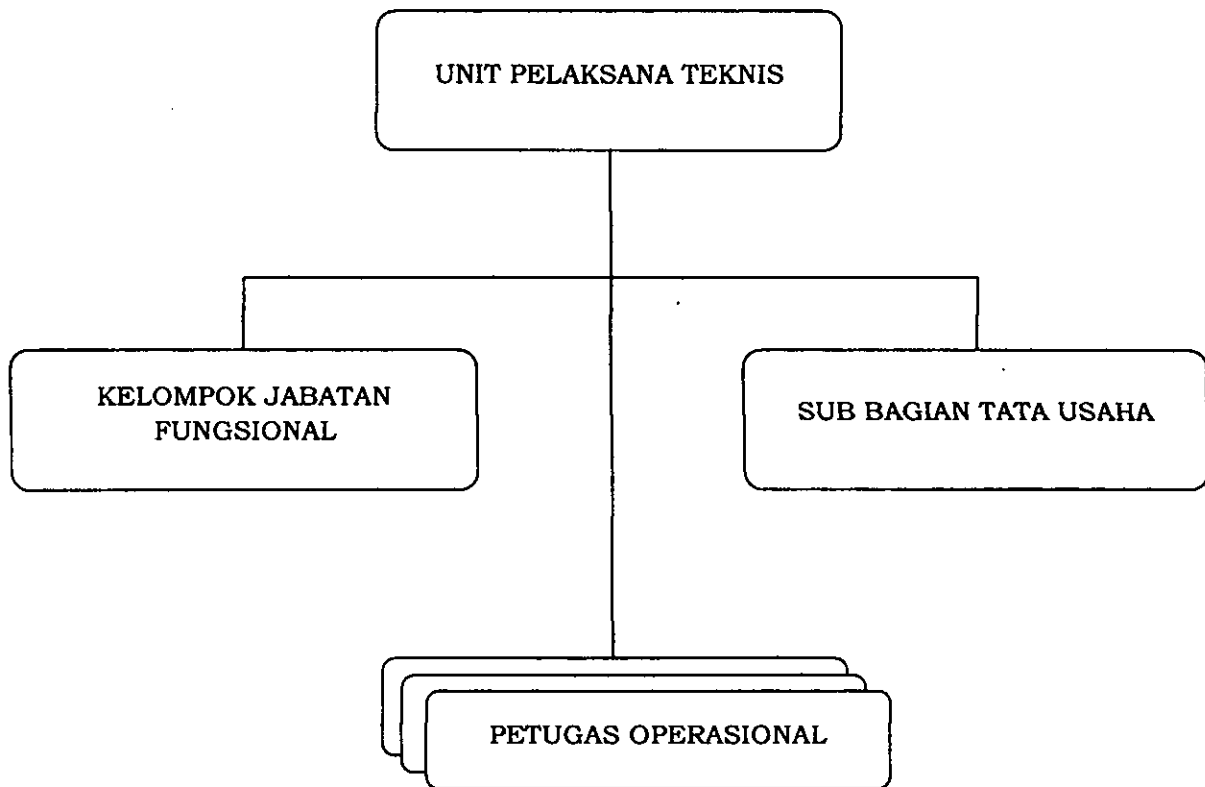 UNIT PELAKSANA TEKNIS
KELOMPOK JABATAN
FUNGSIONAL
SUB BAGIAN TATA USAHA
PETUGAS OPERASIONAL